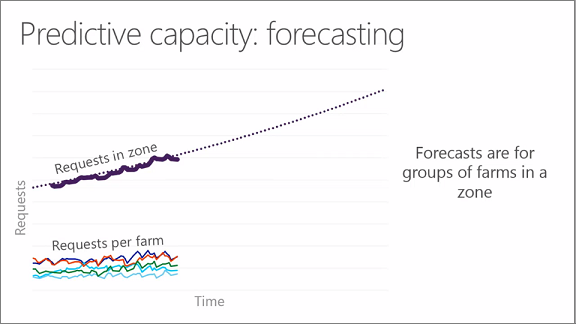 Predictive capacity: forecasting
Requests in zone
Forecasts are for
groups of farms in a
zone
Requests
Requests per farm
Time